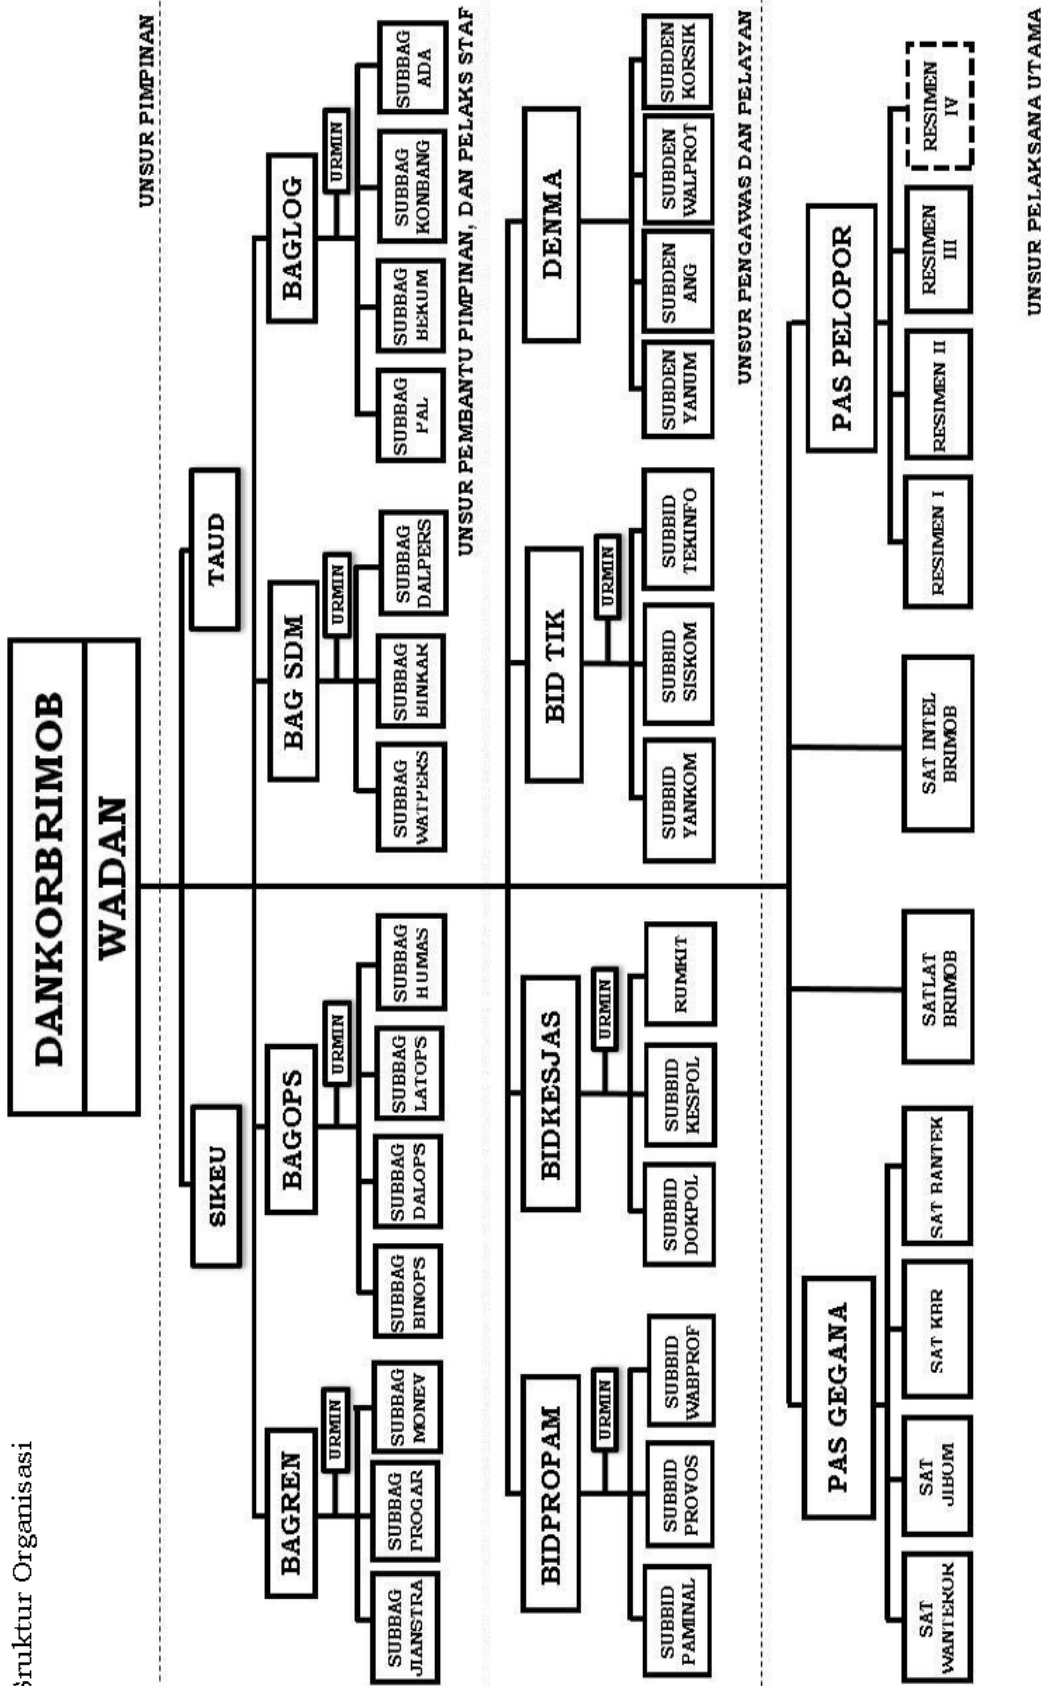 Sruktur Organisasi
DANKORBRIMOB
WADAN
UNSUR PIMPINAN
SIKEU
TAUD
BAGREN
BAGOPS
BAG SDM
BAGLOG
URMIN
URMIN
URMIN
URMIN
SUBBAG
JIANSTRA
SUBBAG
PROGAR
SUBBAG
MONEV
SUBBAG
BINOPS
SUBBAG
DALOPS
SUBBAG
LATOPS
SUBBAG
HUMAS
SUBBAG
WATPERS
SUBBAG
BINKAR
SUBBAG
DALPERS
SUBBAG
PAL
SUBBAG
BEKUM
SUBBAG
KONBANG
SUBBAG
ADA
UNSUR PEMBANTU PIMPINAN, DAN PELAKS STAF
BIDPROPAM
BIDKESJAS
BID TIK
DENMA
URMIN
URMIN
URMIN
SUBBID
PAMINAL
SUBBID
PROVOS
SUBBID
WABPROF
SUBBID
DOKPOL
SUBBID
KESPOL
RUMKIT
SUBBID
YANKOM
SUBBID
SISKOM
SUBBID
TEKINFO
SUBDEN
YANUM
SUBDEN
ANG
SUBDEN
WALPROT
SUBDEN
KORSIK
UNSUR PENGAWAS DAN PELAYAN
PAS GEGANA
PAS PELOPOR
SAT
WANTEROR
SAT
JIBOM
SAT KBR
SAT BANTEK
SATLAT
BRIMOB
SAT INTEL
BRIMOB
RESIMEN I
RESIMEN II
RESIMEN
III
RESIMEN
IV
UNSUR PELAKSANA UTAMA